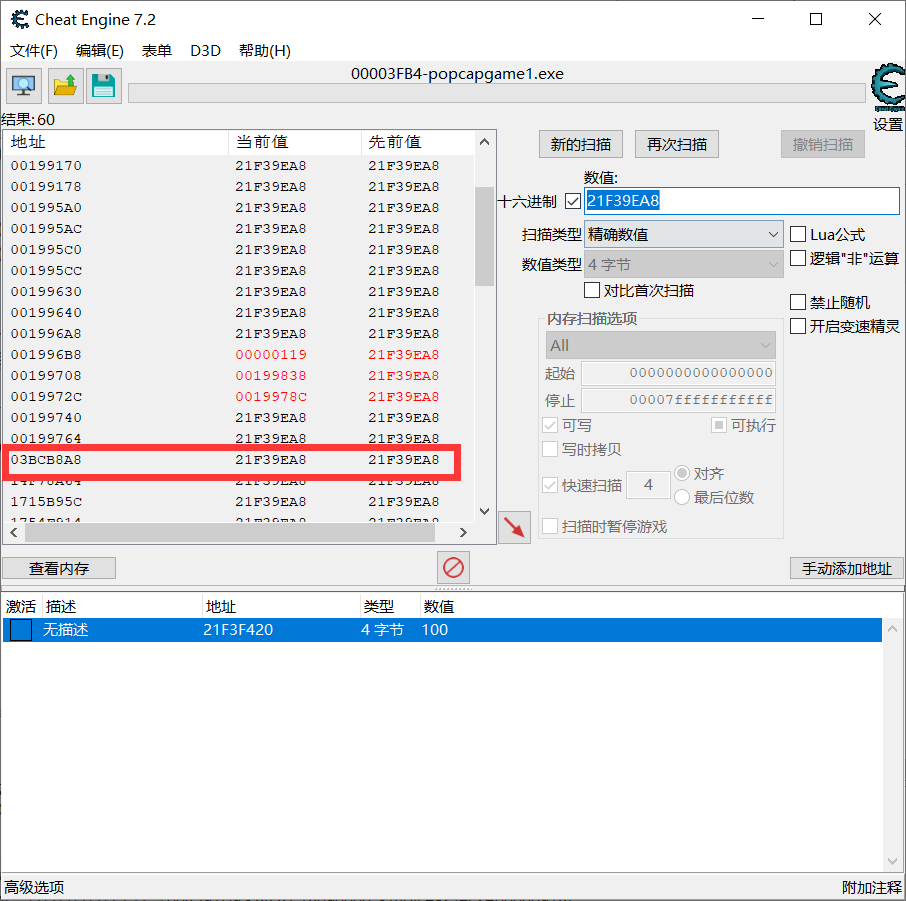 Cheat Engine 7.2
文件(F) 编辑(E) 表单 D3D 帮助(H)
00003FB4-popcapgame1.exe
设置
结果:60
地址 当前值 先前值
00199170 21F39EA8 21F39EA8
00199178 21F39EA8 21F39EA8
001995A0 21F39EA8 21F39EA8
001995AC 21F39EA8 21F39EA8
001995C0 21F39EA8 21F39EA8
001995CC 21F39EA8 21F39EA8
00199630 21F39EA8 21F39EA8
00199640 21F39EA8 21F39EA8
001996A8 21F39EA8 21F39EA8
001996B8 00000119 21F39EA8
00199708 00199838 21F39EA8
0019972C 0019978C 21F39EA8
00199740 21F39EA8 21F39EA8
00199764 21F39EA8 21F39EA8
03BCB8A8 21F39EA8 21F39EA8
21F39EA8 21F39EA8
1715B95C 21F39EA8 21F39EA8
新的扫描 再次扫描 撤销扫描
数值:
十六进制 21F39EA8
扫描类型 精确数值
数值类型 4 字节
对比首次扫描
Lua公式
逻辑"非"运算
禁止随机
开启变速精灵
内存扫描选项
All
起始 0000000000000000
停止 00007fffffffffff
可写 可执行
写时拷贝
快速扫描 4 对齐
最后位数
扫描时暂停游戏
查看内存 手动添加地址
激活 描述 地址 类型 数值
无描述 21F3F420 4 字节 100
高级选项 附加注释